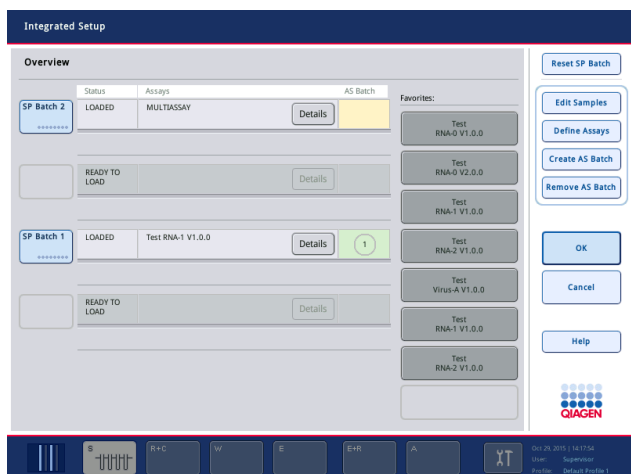 Integrated Setup
Overview
Status Assays AS Batch
SP Batch 2 LOADED MULTIASSAY Details
READY TO
LOAD Details
SP Batch 1 LOADED Test RNA-1 V1.0.0 Details 1
READY TO
LOAD Details
Favorites:
Test
RNA-0 V1.0.0
Test
RNA-0 V2.0.0
Test
RNA-1 V1.0.0
Test
RNA-2 V1.0.0
Test
Virus-A V1.0.0
Test
RNA-1 V1.0.0
Test
RNA-2 V1.0.0
Reset SP Batch
Edit Samples
Define Assays
Create AS Batch
Remove AS Batch
OK
Cancel
Help
QIAGEN
S R+C W E E+R A
Oct 29, 2015 | 14:17:54
User: Supervisor
Profile: Default Profile 1